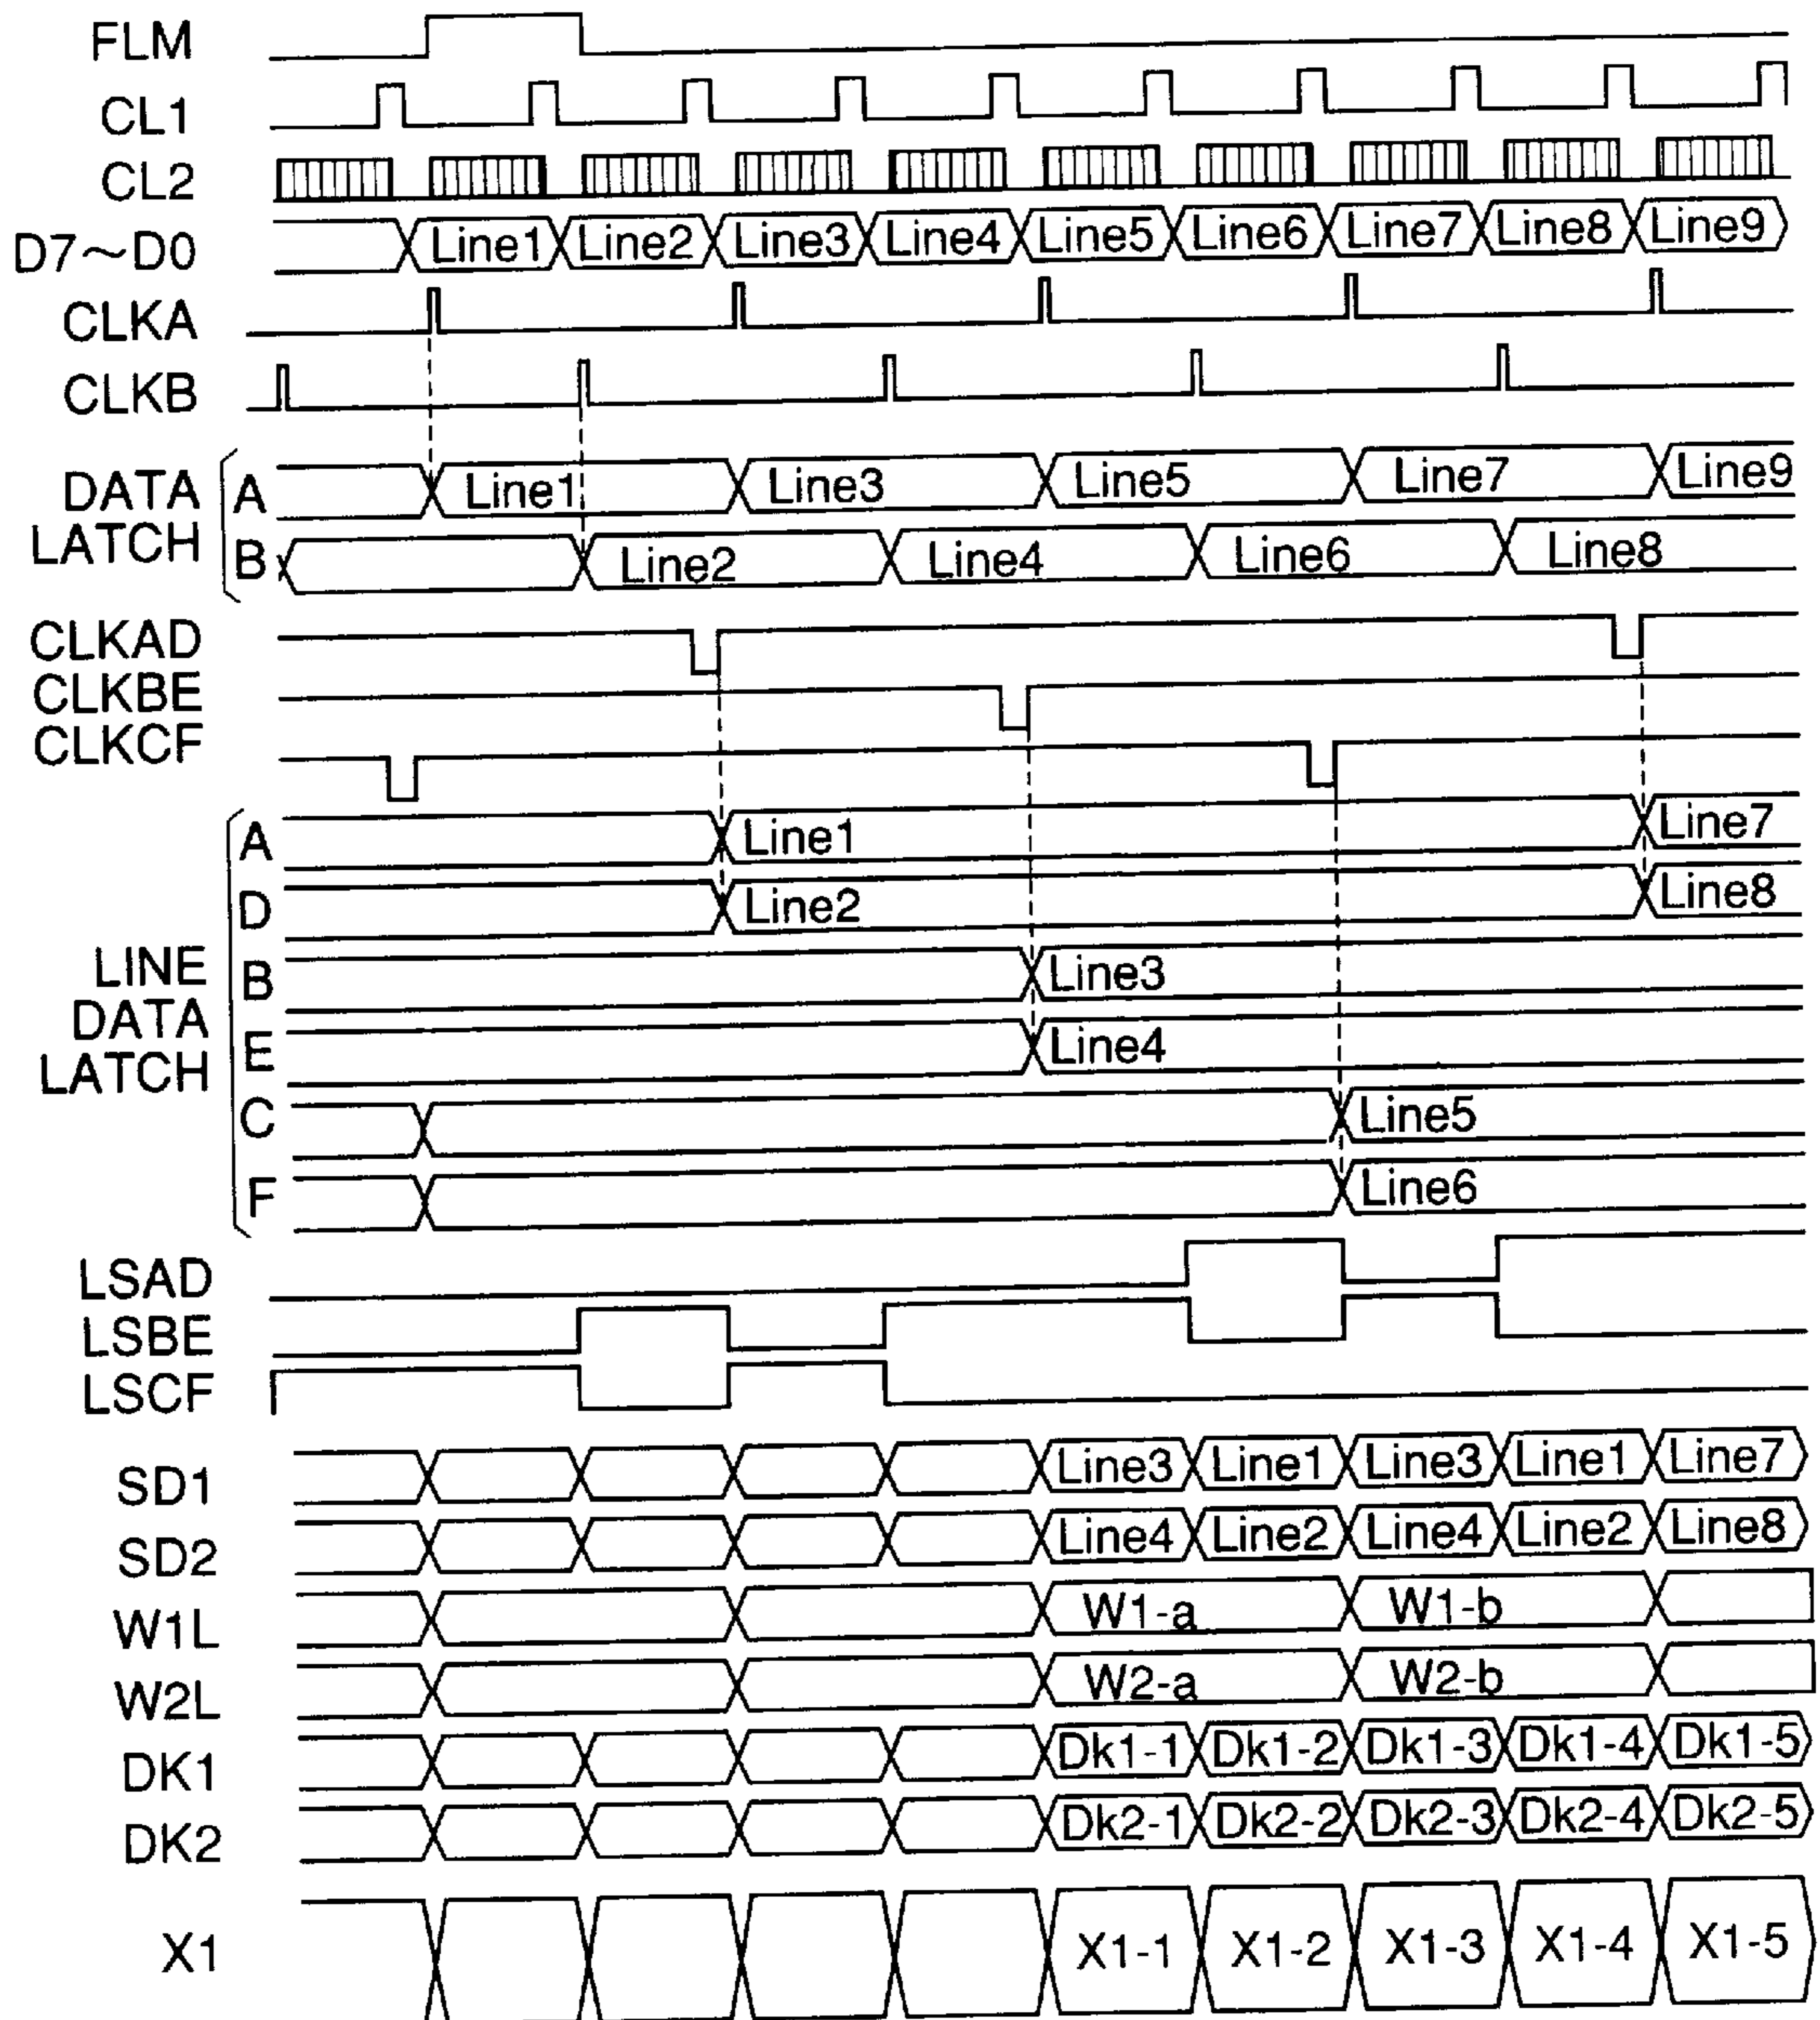 FLM
CL1
CL2
D7~D0 Line1 Line2 Line3 Line4 Line5 Line6 Line7 Line8 Line9
CLKA
CLKB
DATA LATCH
A Line1 Line3 Line5 Line7 Line9
B Line2 Line4 Line6 Line8
CLKAD
CLKBE
CLKCF
LINE DATA LATCH
A Line1 Line7
D Line2 Line8
B Line3
E Line4
C Line5
F Line6
LSAD
LSBE
LSCF
SD1 Line3 Line1 Line3 Line1 Line7
SD2 Line4 Line2 Line4 Line2 Line8
W1L W1-a W1-b
W2L W2-a W2-b
DK1 Dk1-1 Dk1-2 Dk1-3 Dk1-4 Dk1-5
DK2 Dk2-1 Dk2-2 Dk2-3 Dk2-4 Dk2-5
X1 X1-1 X1-2 X1-3 X1-4 X1-5